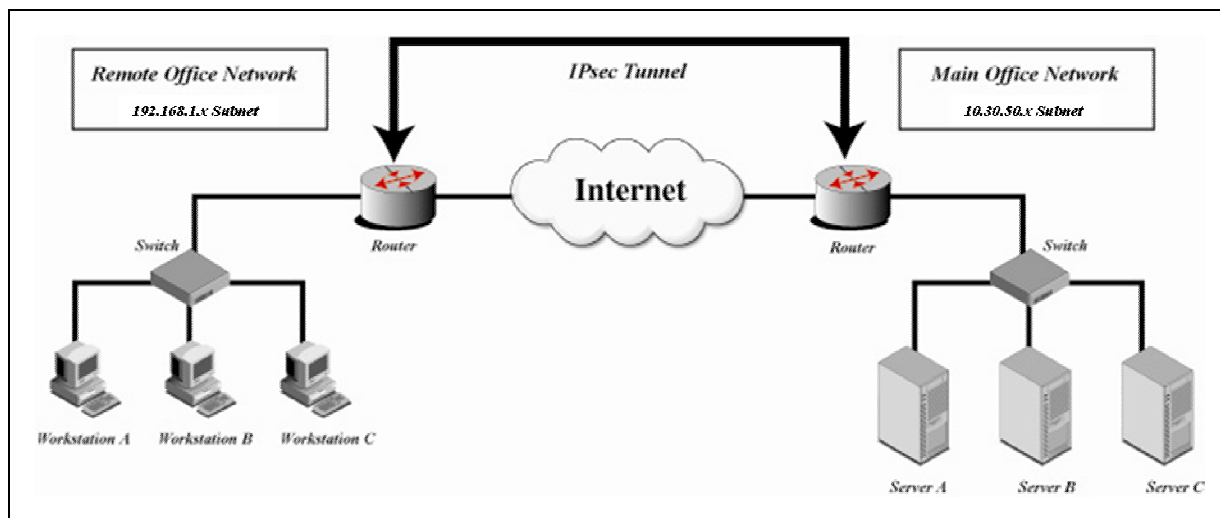 Remote Office Network
192.168.1.x Subnet
IPsec Tunnel
Main Office Network
10.30.50.x Subnet
Internet
Router
Router
Switch
Switch
Workstation A
Workstation B
Workstation C
Server A
Server B
Server C